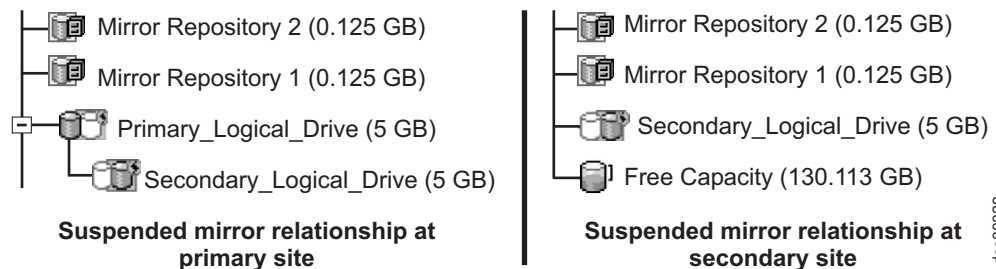 Mirror Repository 2 (0.125 GB)
Mirror Repository 1 (0.125 GB)
Primary_Logical_Drive (5 GB)
Secondary_Logical_Drive (5 GB)
Suspended mirror relationship at
primary site
Mirror Repository 2 (0.125 GB)
Mirror Repository 1 (0.125 GB)
Secondary_Logical_Drive (5 GB)
Free Capacity (130.113 GB)
Suspended mirror relationship at
secondary site